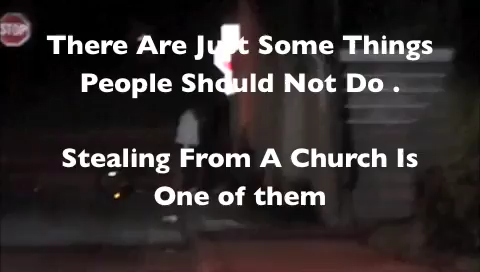 STOP
There Are Just Some Things
People Should Not Do .
Stealing From A Church Is
One of them